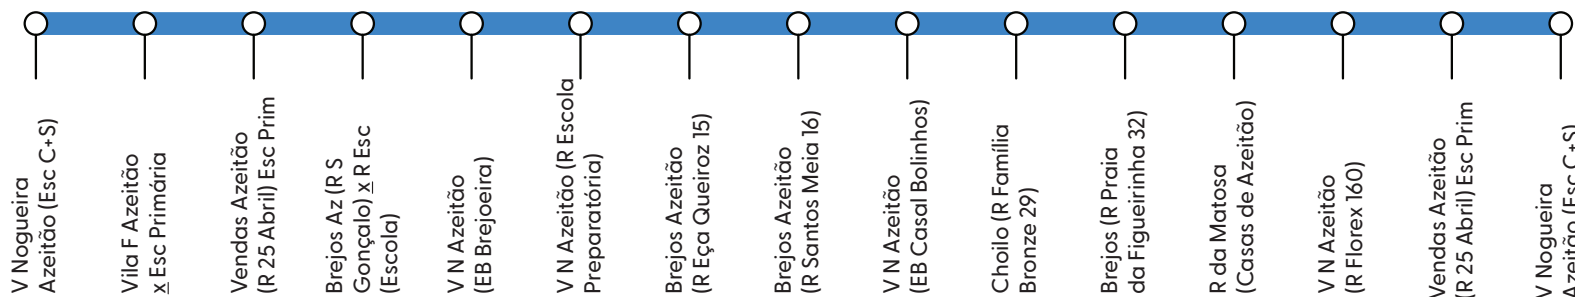 V Nogueira
Azeitão (Esc C+S)
Vila F Azeitão
x Esc Primária
Vendas Azeitão
(R 25 Abril) Esc Prim
Brejos Az (R S
Gonçalo) x R Esc
(Escola)
V N Azeitão
(EB Brejoeira)
V N Azeitão (R Escola
Preparatória)
Brejos Azeitão
(R Eça Queiroz 15)
Brejos Azeitão
(R Santos Meia 16)
V N Azeitão
(EB Casal Bolinhos)
Choilo (R Família
Bronze 29)
Brejos (R Praia
da Figueirinha 32)
R da Matosa
(Casas de Azeitão)
V N Azeitão
(R Florex 160)
Vendas Azeitão
(R 25 Abril) Esc Prim
V Nogueira
Azeitão (Esc C+S)